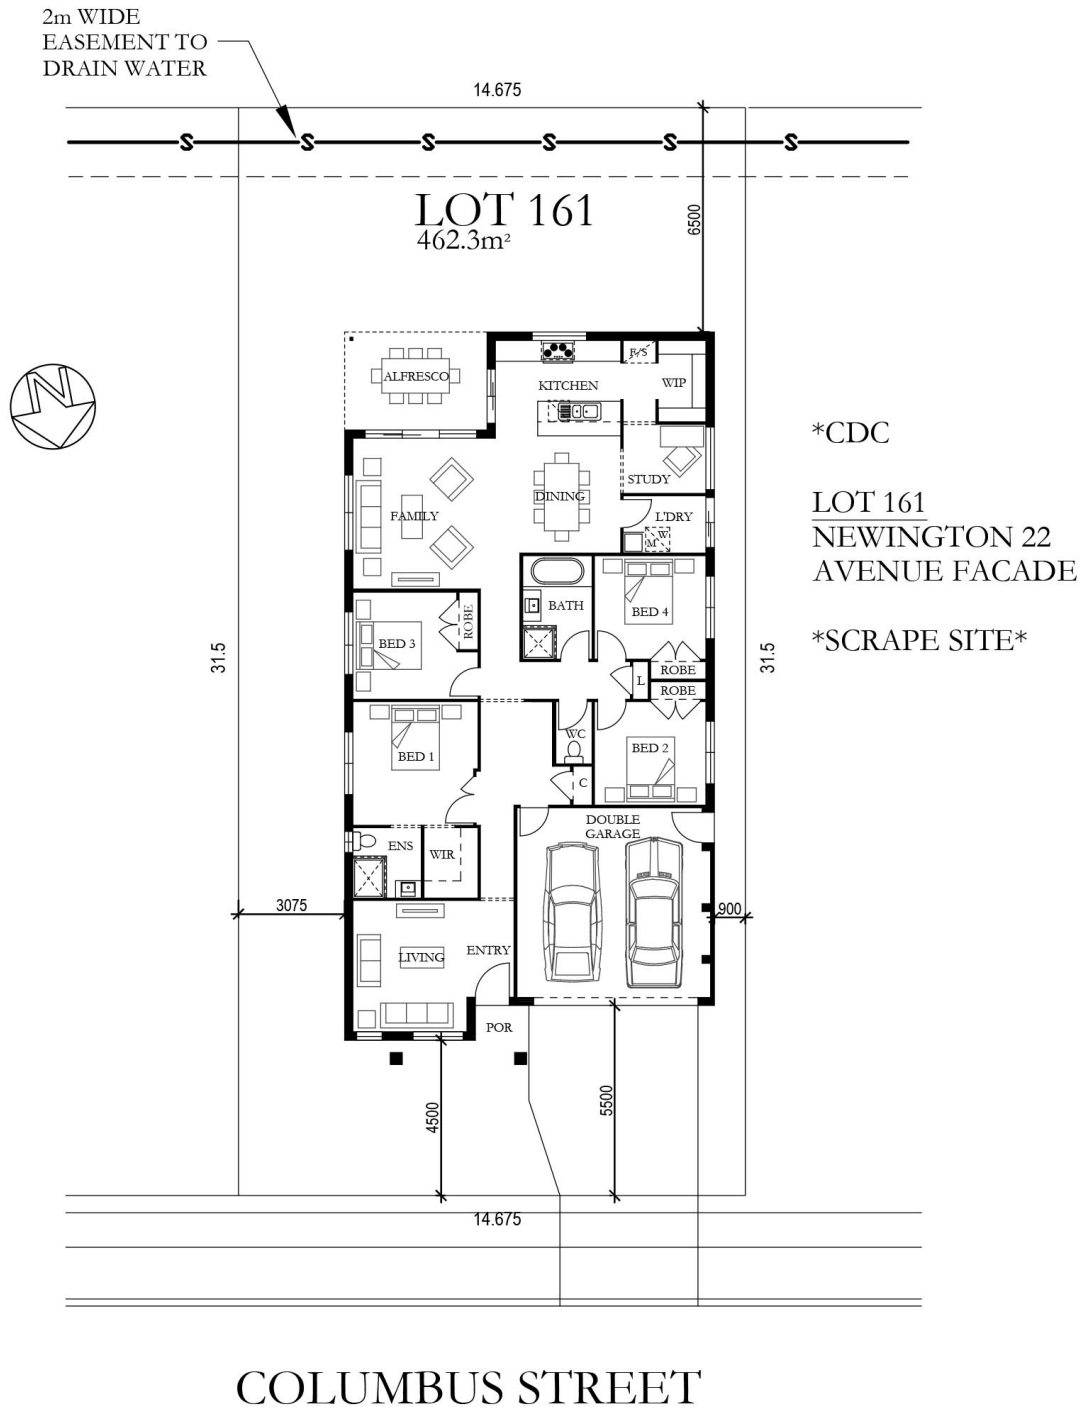 2m WIDE
EASEMENT TO
DRAIN WATER
14.675
S S S S S S
LOT 161
462.3m²
6500
N
ALFRESCO
KITCHEN
F/S
WIP
*CDC
STUDY
LOT 161
NEWINGTON 22
AVENUE FACADE
DINING
FAMILY
L'DRY
W
M
BATH
BED 4
ROBE
BED 3
*SCRAPE SITE*
31.5
31.5
ROBE
L
ROBE
WC
BED 1
BED 2
C
DOUBLE
GARAGE
ENS
WIR
3075
900
LIVING
ENTRY
POR
4500
5500
14.675
COLUMBUS STREET